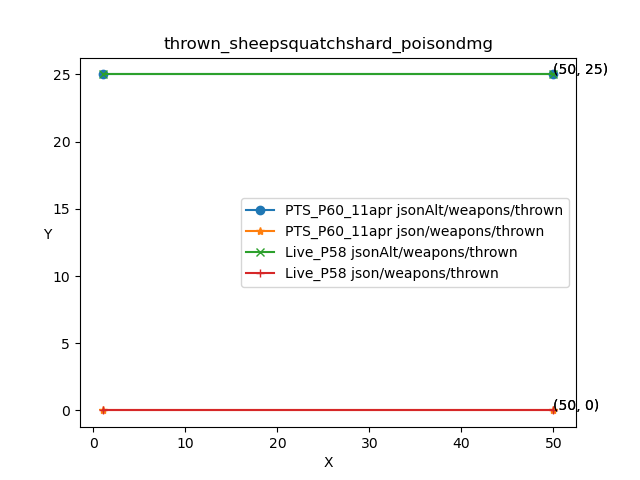 thrown_sheepsquatchshard_poisondmg
25
20
15
10
5
0
Y
(50, 25)
PTS_P60_11apr jsonAlt/weapons/thrown
PTS_P60_11apr json/weapons/thrown
Live_P58 jsonAlt/weapons/thrown
Live_P58 json/weapons/thrown
(50, 0)
0 10 20 30 40 50
X